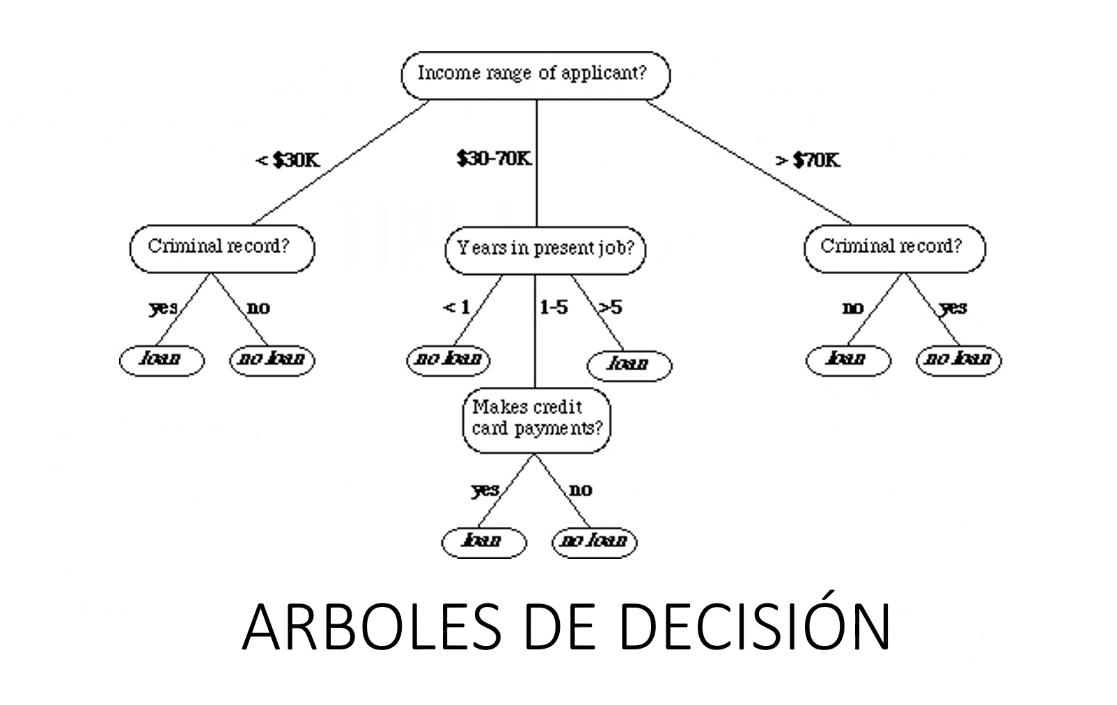 Income range of applicant?
< $30K
$30-70K
> $70K
Criminal record?
Years in present job?
Criminal record?
yes
no
< 1
1-5
>5
no
yes
loan
no loan
no loan
loan
loan
no loan
Makes credit
card payments?
yes
no
loan
no loan
ARBOLES DE DECISIÓN